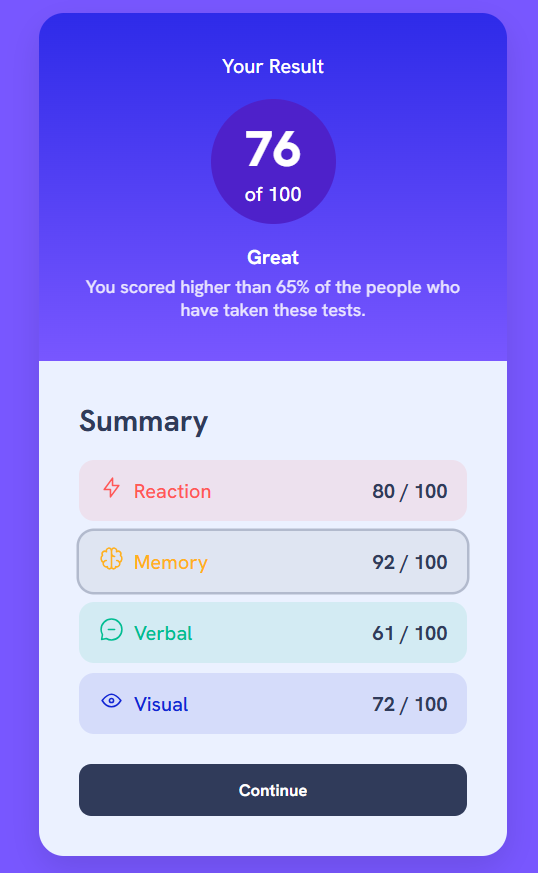 Your Result
76
of 100
Great
You scored higher than 65% of the people who
have taken these tests.
Summary
Reaction 80 / 100
Memory 92 / 100
Verbal 61 / 100
Visual 72 / 100
Continue